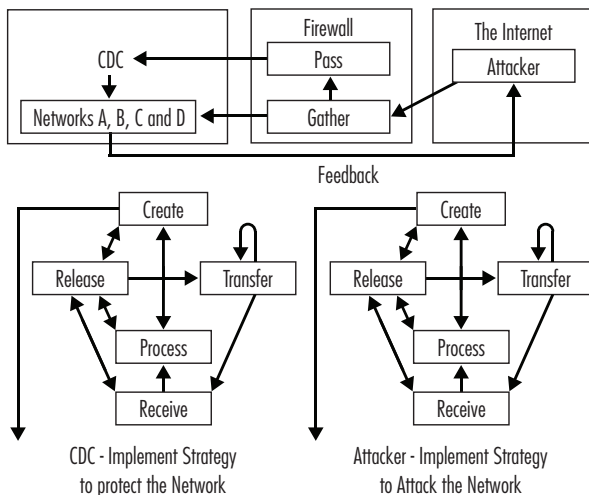 Firewall
The Internet
CDC
Pass
Attacker
Networks A, B, C and D
Gather
Feedback
Create
Release
Transfer
Process
Receive
CDC - Implement Strategy
to protect the Network
Create
Release
Transfer
Process
Receive
Attacker - Implement Strategy
to Attack the Network